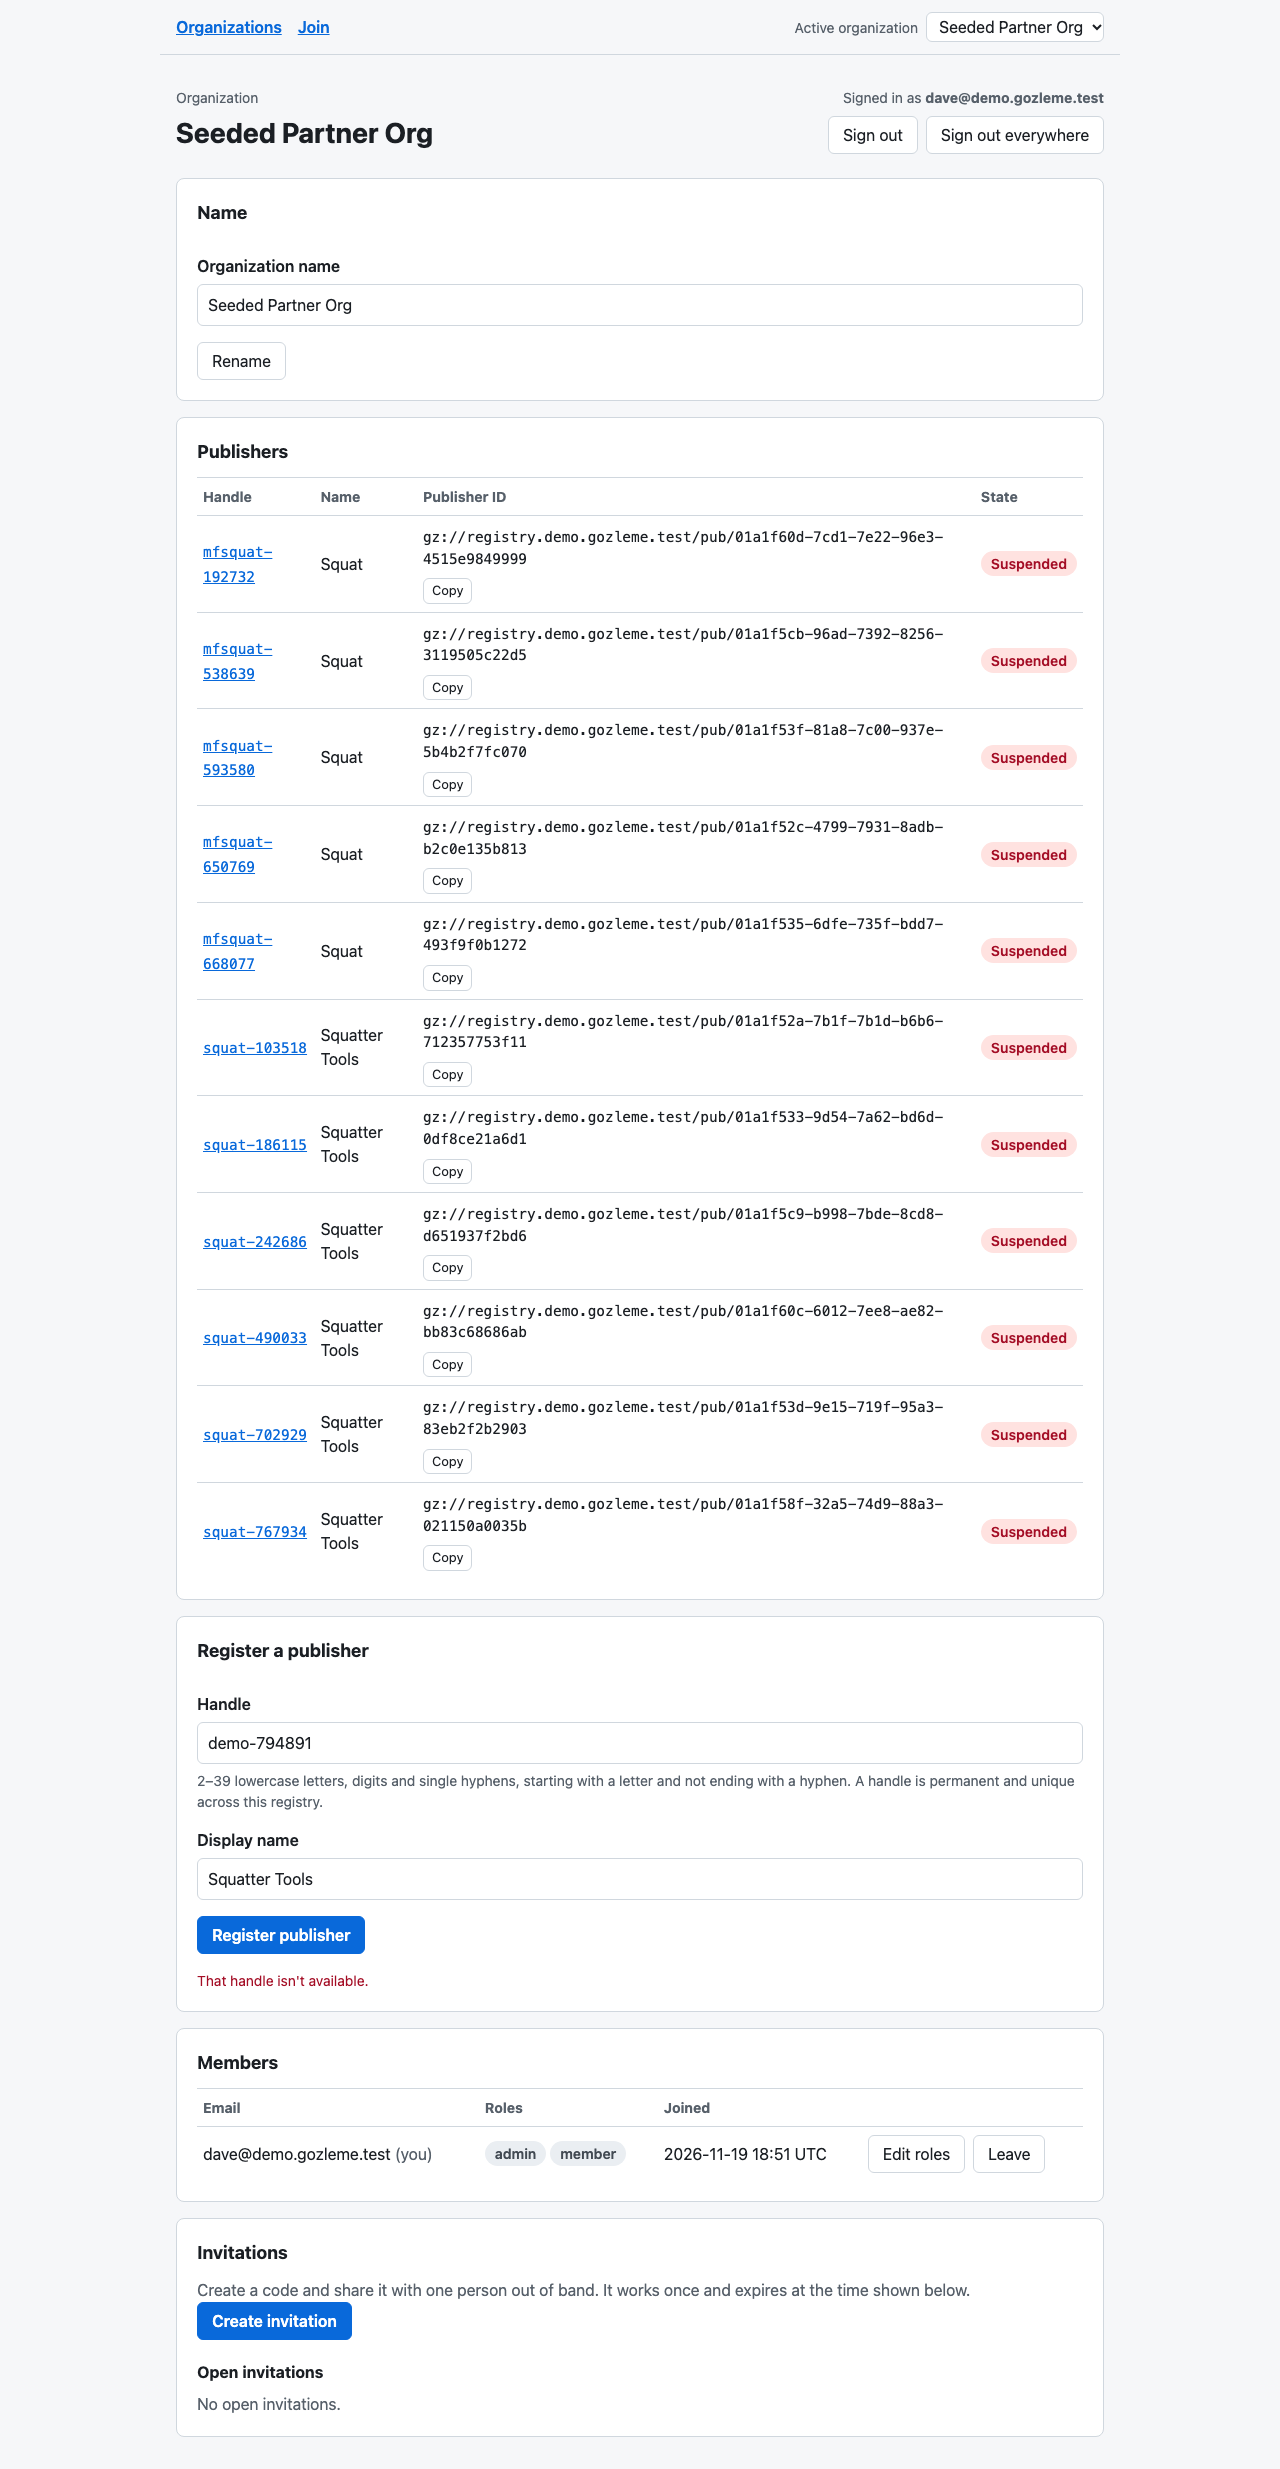 Organizations Join Active organization Seeded Partner Org
Organization Signed in as dave@demo.gozleme.test
Seeded Partner Org Sign out Sign out everywhere
Name
Organization name
Seeded Partner Org
Rename
Publishers
Handle Name Publisher ID State
mfsquat-
192732
Squat
gz://registry.demo.gozleme.test/pub/01a1f60d-7cd1-7e22-96e3-
4515e9849999
Copy
Suspended
mfsquat-
538639
Squat
gz://registry.demo.gozleme.test/pub/01a1f5cb-96ad-7392-8256-
3119505c22d5
Copy
Suspended
mfsquat-
593580
Squat
gz://registry.demo.gozleme.test/pub/01a1f53f-81a8-7c00-937e-
5b4b2f7fc070
Copy
Suspended
mfsquat-
650769
Squat
gz://registry.demo.gozleme.test/pub/01a1f52c-4799-7931-8adb-
b2c0e135b813
Copy
Suspended
mfsquat-
668077
Squat
gz://registry.demo.gozleme.test/pub/01a1f535-6dfe-735f-bdd7-
493f9f0b1272
Copy
Suspended
squat-103518
Squatter
Tools
gz://registry.demo.gozleme.test/pub/01a1f52a-7b1f-7b1d-b6b6-
712357753f11
Copy
Suspended
squat-186115
Squatter
Tools
gz://registry.demo.gozleme.test/pub/01a1f533-9d54-7a62-bd6d-
0df8ce21a6d1
Copy
Suspended
squat-242686
Squatter
Tools
gz://registry.demo.gozleme.test/pub/01a1f5c9-b998-7bde-8cd8-
d651937f2bd6
Copy
Suspended
squat-490033
Squatter
Tools
gz://registry.demo.gozleme.test/pub/01a1f60c-6012-7ee8-ae82-
bb83c68686ab
Copy
Suspended
squat-702929
Squatter
Tools
gz://registry.demo.gozleme.test/pub/01a1f53d-9e15-719f-95a3-
83eb2f2b2903
Copy
Suspended
squat-767934
Squatter
Tools
gz://registry.demo.gozleme.test/pub/01a1f58f-32a5-74d9-88a3-
021150a0035b
Copy
Suspended
Register a publisher
Handle
demo-794891
2–39 lowercase letters, digits and single hyphens, starting with a letter and not ending with a hyphen. A handle is permanent and unique
across this registry.
Display name
Squatter Tools
Register publisher
That handle isn't available.
Members
Email Roles Joined
dave@demo.gozleme.test (you) admin member 2026-11-19 18:51 UTC Edit roles Leave
Invitations
Create a code and share it with one person out of band. It works once and expires at the time shown below.
Create invitation
Open invitations
No open invitations.